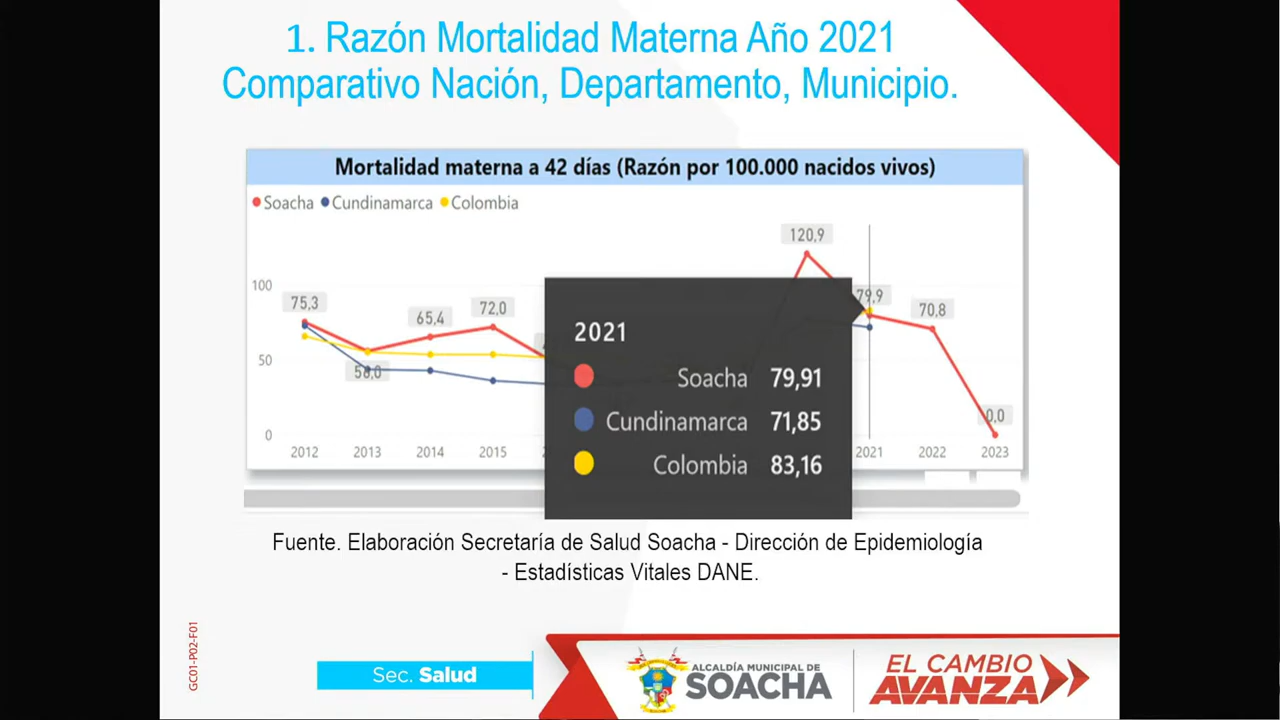 1. Razón Mortalidad Materna Año 2021
Comparativo Nación, Departamento, Municipio.
Mortalidad materna a 42 días (Razón por 100.000 nacidos vivos)
Soacha Cundinamarca Colombia
120,9
100
75,3
65,4
72,0
79,9
70,8
50
0,0
0
2012 2013 2014 2015 2021 2022 2023
2021
Soacha 79,91
Cundinamarca 71,85
Colombia 83,16
Fuente. Elaboración Secretaría de Salud Soacha - Dirección de Epidemiología
- Estadísticas Vitales DANE.
GC01-P02-F01
Sec. Salud
ALCALDÍA MUNICIPAL DE
SOACHA
EL CAMBIO
AVANZA